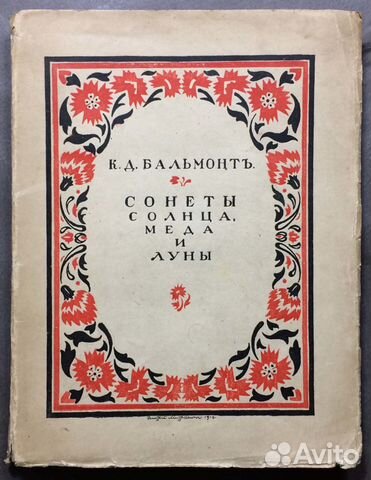 К.Д. БАЛЬМОНТЪ.
СОНЕТЫ
СОЛНЦА,
МЕДА
И
ЛУНЫ
Avito